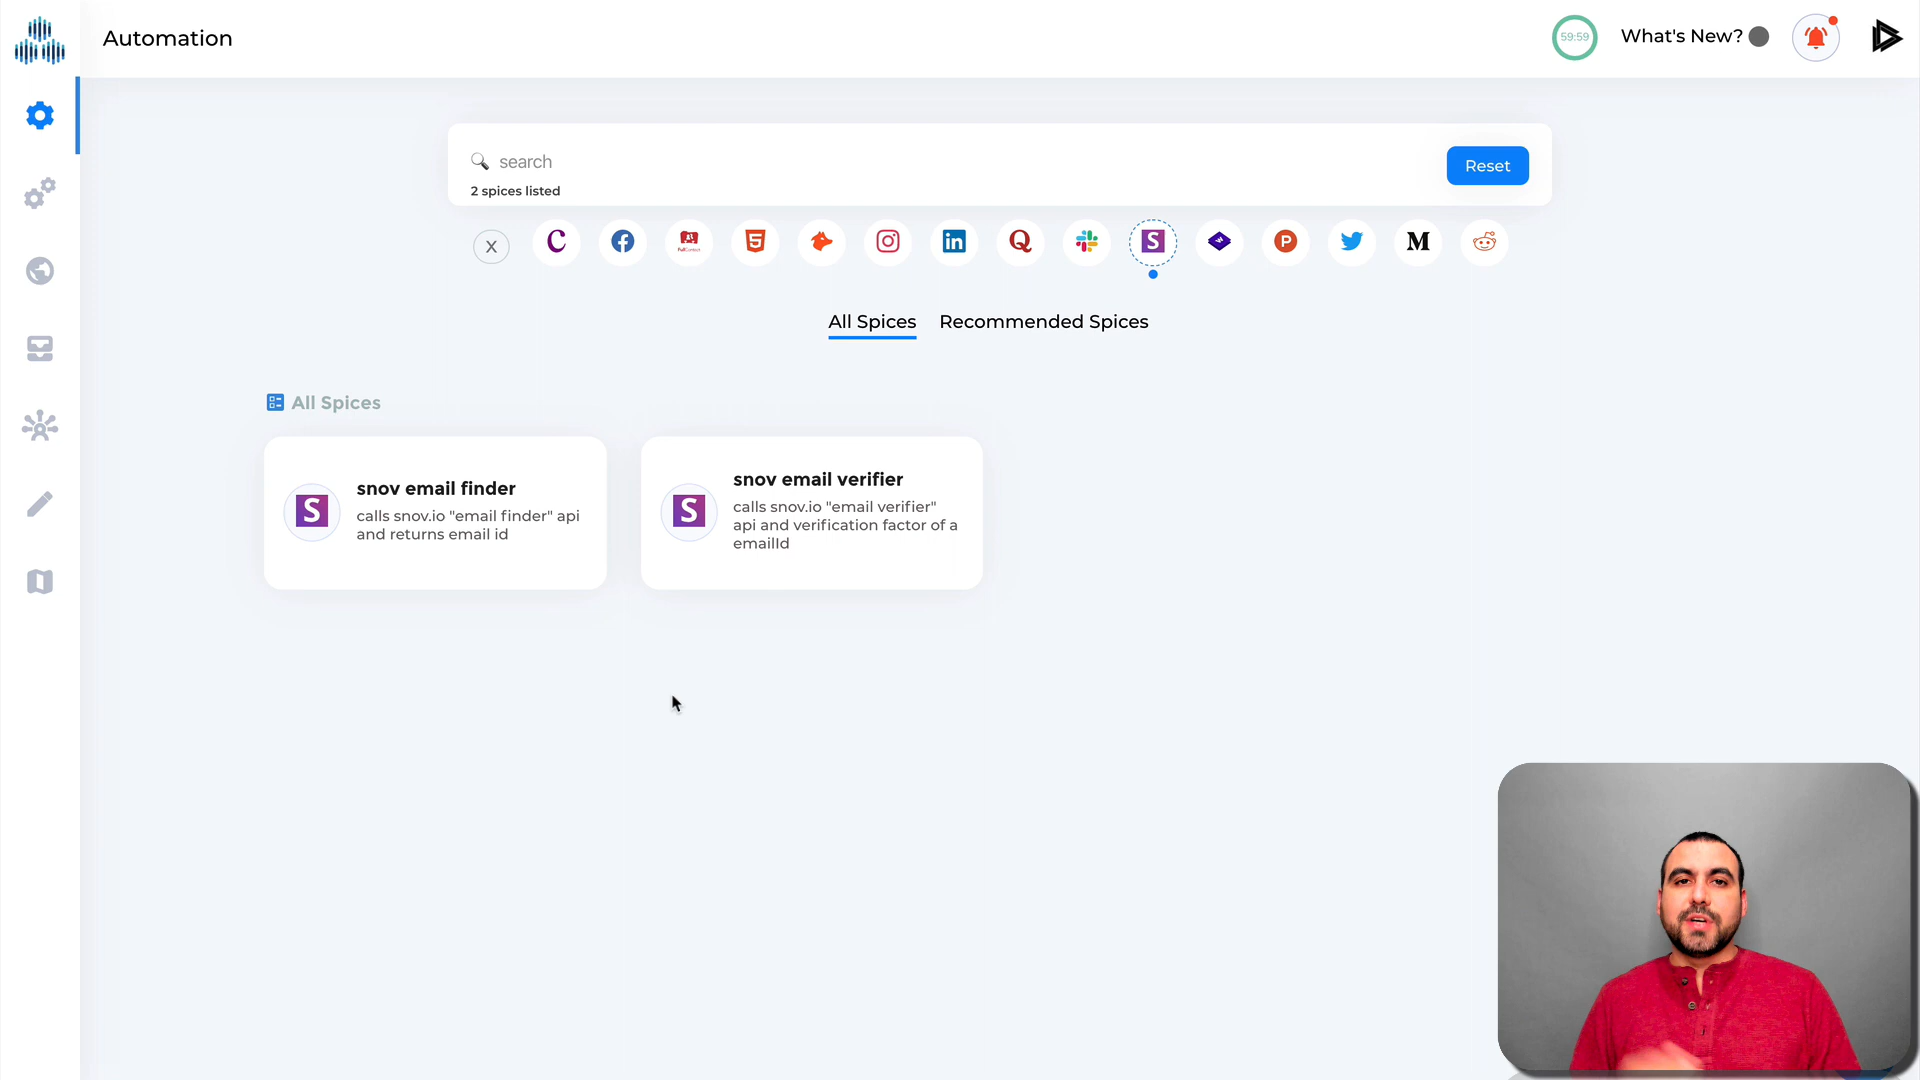 Automation
59:59
What's New?
search
2 spices listed
Reset
X
All Spices
Recommended Spices
All Spices
snov email finder
calls snov.io "email finder" api
and returns email id
snov email verifier
calls snov.io "email verifier"
api and verification factor of a
emailId